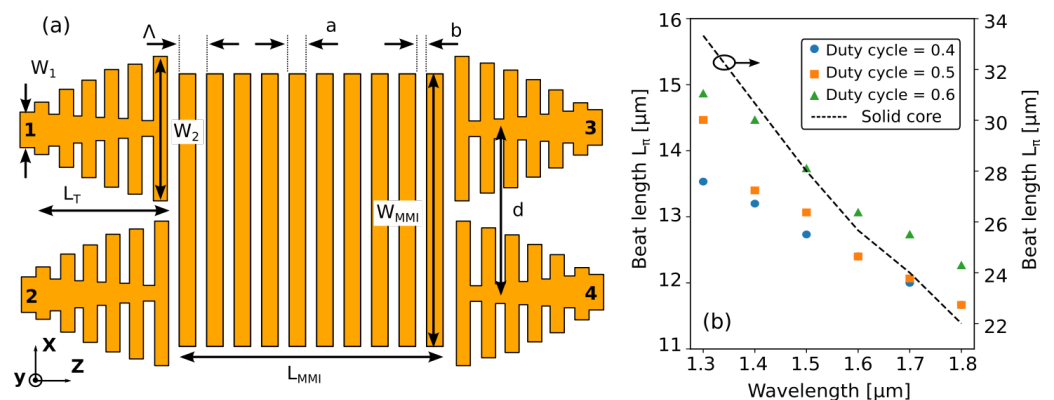 (a)
Λ
a
b
W1
1
W2
3
LT
WMMI
d
2
4
X
y
Z
LMMI
16
15
14
13
12
11
Beat length Lπ [μm]
Duty cycle = 0.4
Duty cycle = 0.5
Duty cycle = 0.6
Solid core
(b)
34
32
30
28
26
24
22
Beat length Lπ [μm]
1.3 1.4 1.5 1.6 1.7 1.8
Wavelength [μm]